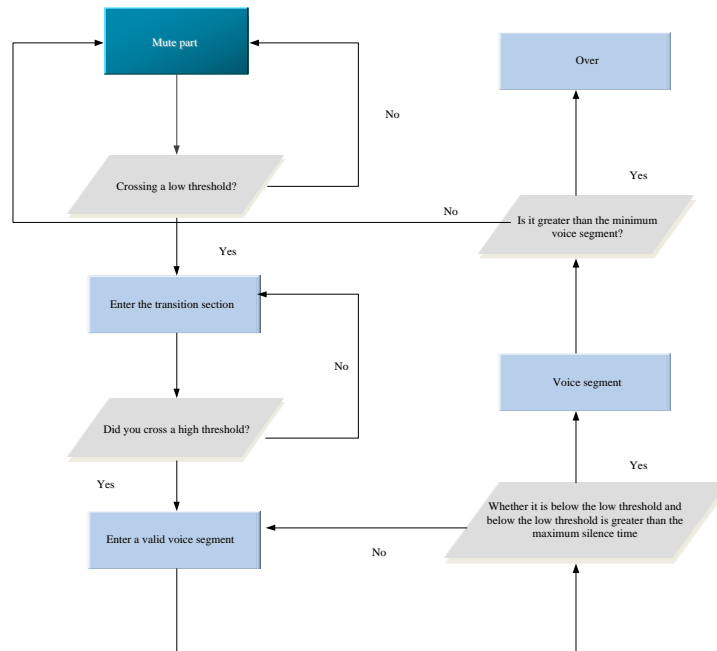 Mute part
Over
No
Yes
Crossing a low threshold?
No
Is it greater than the minimum
voice segment?
Yes
Enter the transition section
No
Voice segment
Did you cross a high threshold?
Yes
Yes
Whether it is below the low threshold and
below the low threshold is greater than the
maximum silence time
Enter a valid voice segment
No